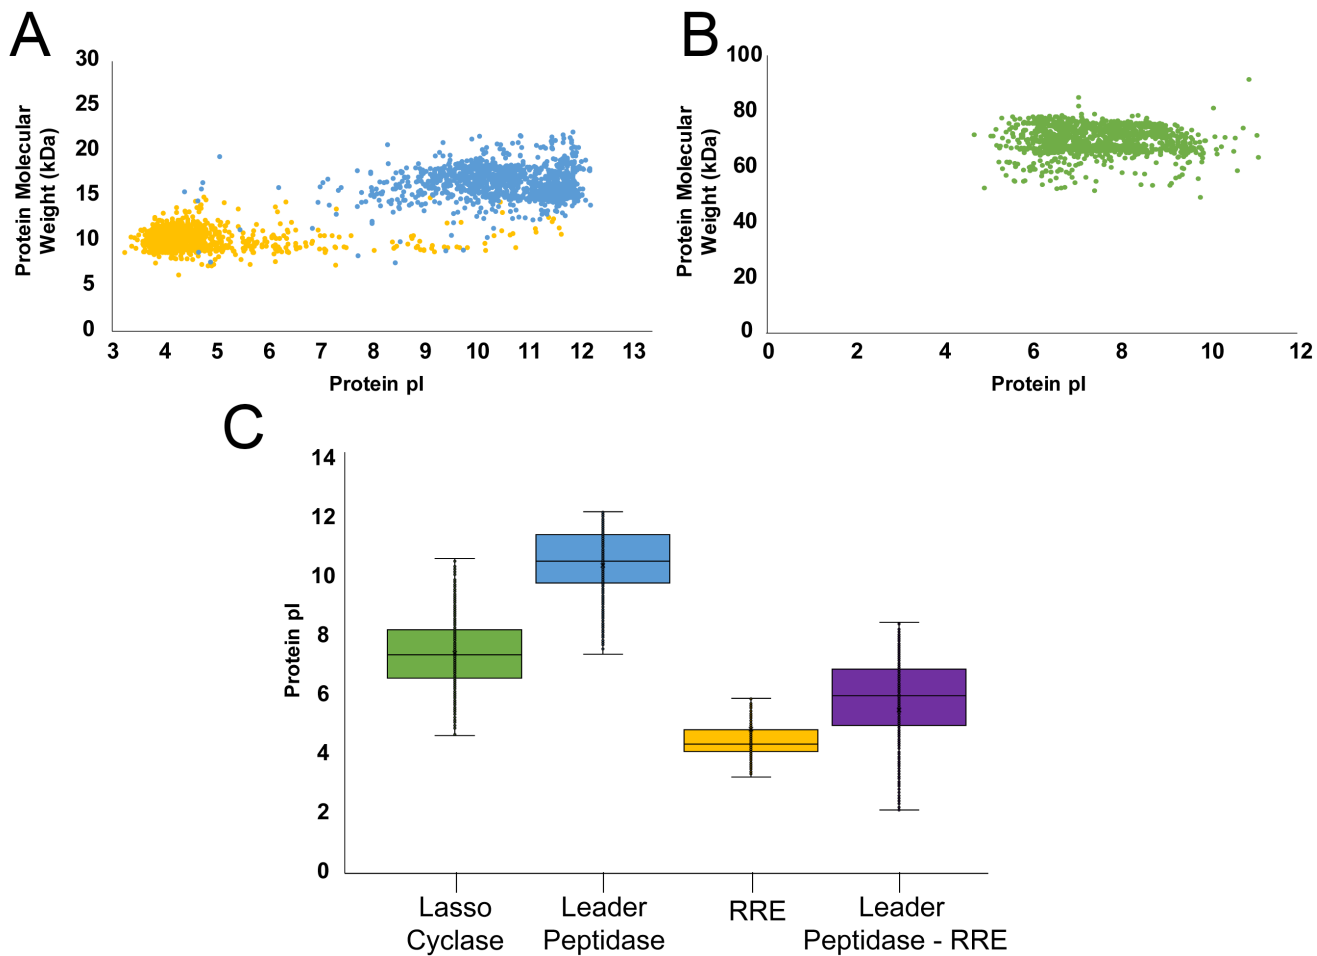 A
30
25
20
15
10
5
0
Protein Molecular
Weight (kDa)
3 4 5 6 7 8 9 10 11 12 13
Protein pI
B
100
80
60
40
20
0
Protein Molecular
Weight (kDa)
0 2 4 6 8 10 12
Protein pI
C
14
12
10
8
6
4
2
0
Protein pI
Lasso
Cyclase
Leader
Peptidase
RRE
Leader
Peptidase - RRE